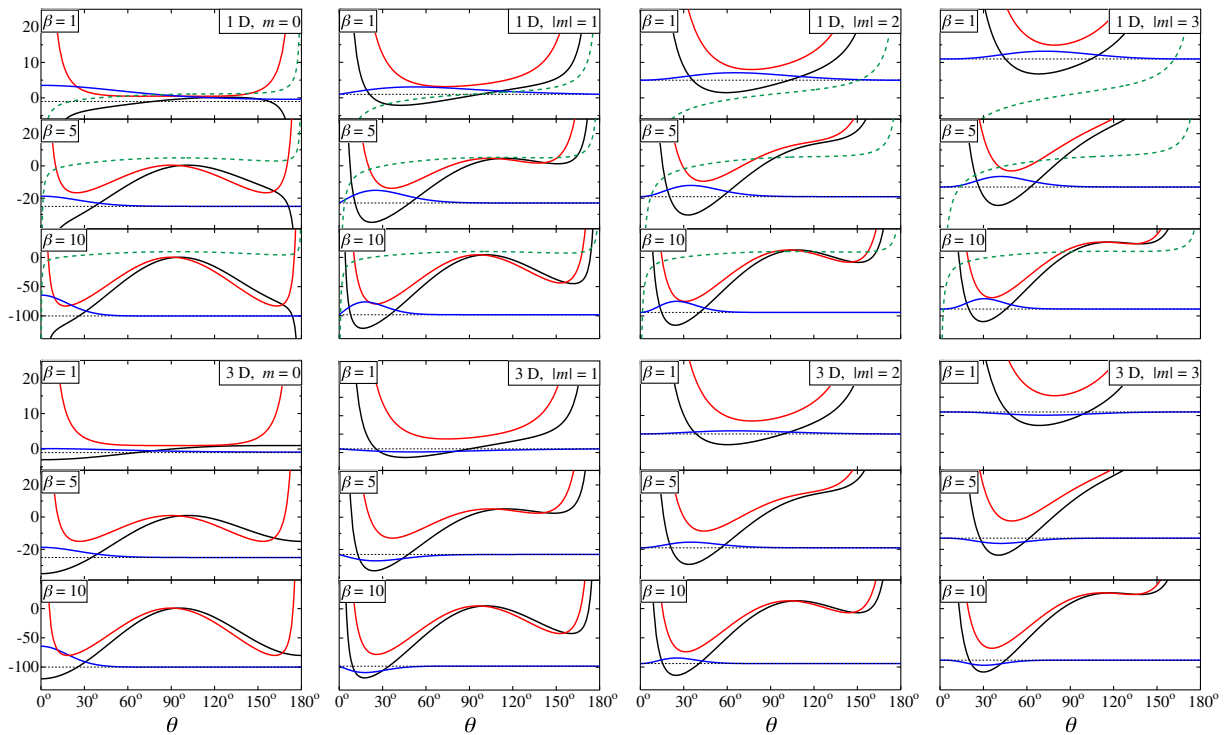 β = 1 1 D, m = 0 β = 1 1 D, |m| = 1 β = 1 1 D, |m| = 2 β = 1 1 D, |m| = 3
20
10
0
β = 5 β = 5 β = 5 β = 5
20
0
-20
β = 10 β = 10 β = 10 β = 10
0
-50
-100
β = 1 3 D, m = 0 β = 1 3 D, |m| = 1 β = 1 3 D, |m| = 2 β = 1 3 D, |m| = 3
20
10
0
β = 5 β = 5 β = 5 β = 5
20
0
-20
β = 10 β = 10 β = 10 β = 10
0
-50
-100
0° 30° 60° 90° 120° 150° 180° 30° 60° 90° 120° 150° 180° 0° 30° 60° 90° 120° 150° 180° 0° 30° 60° 90° 120° 150° 180°
θ θ θ θ